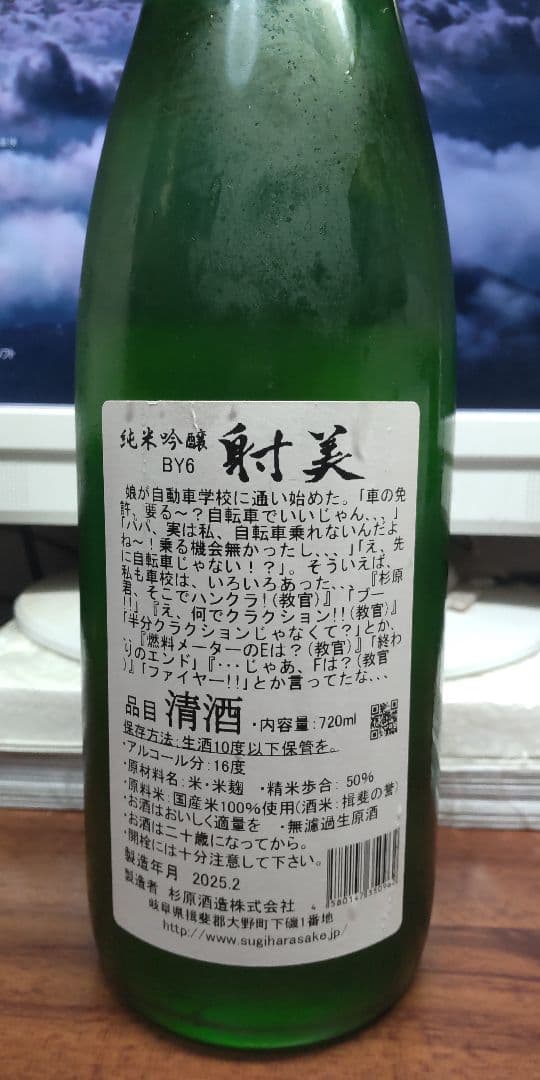 純米吟醸 射美
BY6
娘が自動車学校に通い始めた。「車の免
許、要る〜？自転車でいいじゃん、、、」
「パパ、実は私、自転車乗れないんだよ
ね〜！乗る機会無かったし、、、」「え、先
に自転車じゃない！？」。そういえば、
私も車校は、いろいろあった、、、『杉原
君、そこでハンクラ！(教官)』「プー
!!」『え、何でクラクション!!(教官)』
「半分クラクションじゃなくて？」とか、
、、『燃料メーターのEは？(教官)』「終わ
りのエンド」『・・・じゃあ、Fは？(教官
)』「ファイヤー!!」とか言ってたな、、、
品目 清酒 ・内容量：720ml
保存方法：生酒10度以下保管を。
・アルコール分：16度
・原材料名：米・米麹 ・精米歩合：50%
・原料米：国産米100%使用(酒米：揖斐の誉)
・お酒はおいしく適量を ・無濾過生原酒
・お酒は二十歳になってから。
・開栓には十分注意して下さい。
製造年月 2025.2
製造者 杉原酒造株式会社
岐阜県揖斐郡大野町下磯1番地
http://www.sugiharasake.jp/